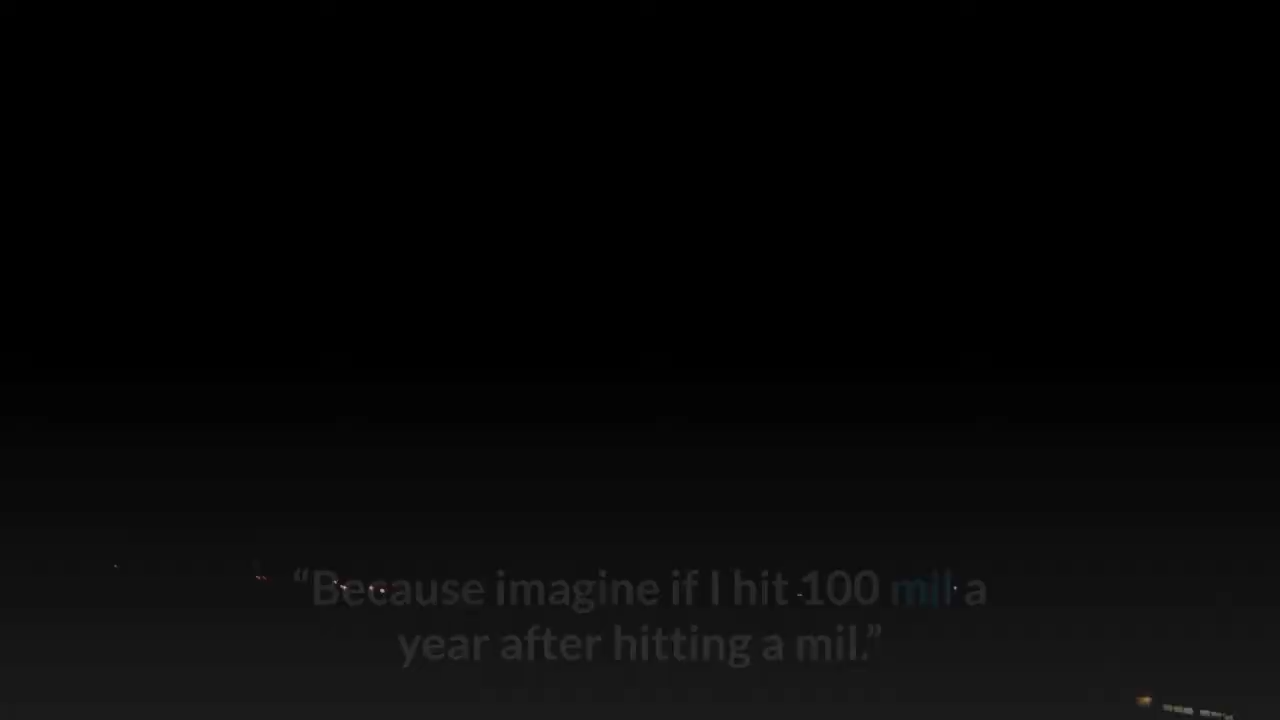 “Because imagine if I hit 100 mil a
year after hitting a mil.”